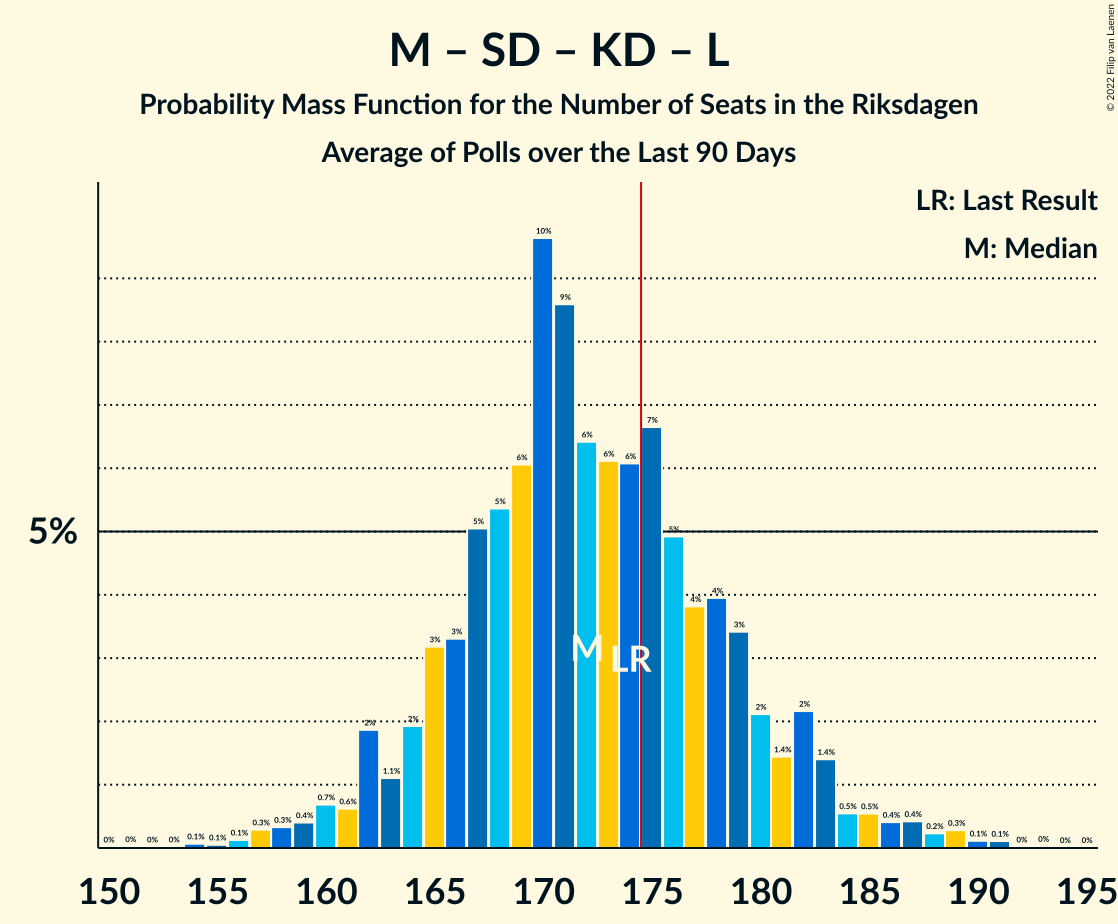 M – SD – KD – L
Probability Mass Function for the Number of Seats in the Riksdagen
Average of Polls over the Last 90 Days
© 2022 Filip van Laenen
LR: Last Result
M: Median
5%
0% 0% 0% 0% 0.1% 0.1% 0.1% 0.3% 0.3% 0.4% 0.7% 0.6% 2% 1.1% 2% 3% 3% 5% 5% 6% 10% 9% 6% 6% 6% 7% 5% 4% 4% 3% 2% 1.4% 2% 1.4% 0.5% 0.5% 0.4% 0.4% 0.2% 0.3% 0.1% 0.1% 0% 0% 0% 0%
M LR
150 155 160 165 170 175 180 185 190 195